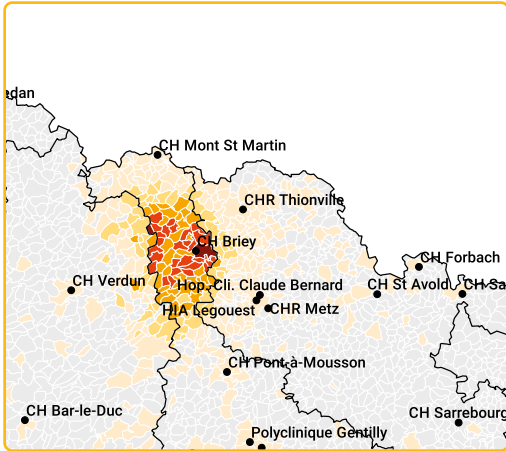 edan
CH Mont St Martin
CHR Thionville
CH Briey
CH Forbach
CH Verdun
Hop. Cli. Claude Bernard
CH St Avold
CH Sa
HIA Legouest
CHR Metz
CH Pont-à-Mousson
CH Bar-le-Duc
CH Sarrebourg
Polyclinique Gentilly